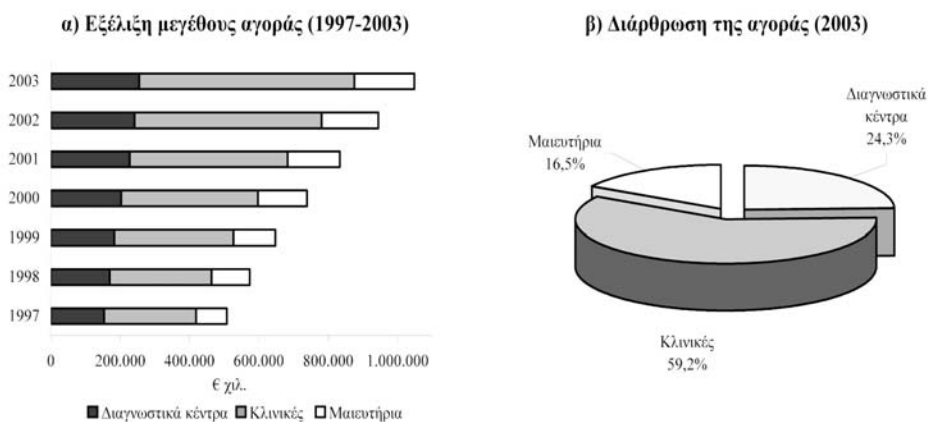 α) Εξέλιξη μεγέθους αγοράς (1997-2003)
2003
2002
2001
2000
1999
1998
1997
0 200.000 400.000 600.000 800.000 1.000.000
€ χιλ.
Διαγνωστικά κέντρα Κλινικές Μαιευτήρια
β) Διάρθρωση της αγοράς (2003)
Διαγνωστικά
κέντρα
24,3%
Μαιευτήρια
16,5%
Κλινικές
59,2%